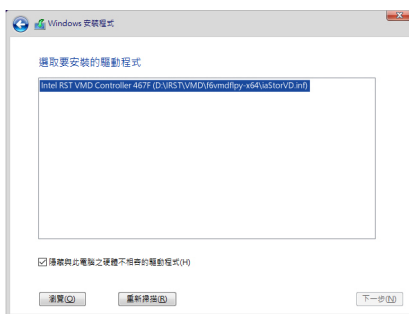 Windows 安裝程式
選取要安裝的驅動程式
Intel RST VMD Controller 467F (D:\IRST\VMD\f6vmdflpy-x64\iaStorVD.inf)
隱藏與此電腦之硬體不相容的驅動程式(H)
瀏覽(O)
重新掃描(R)
下一步(N)